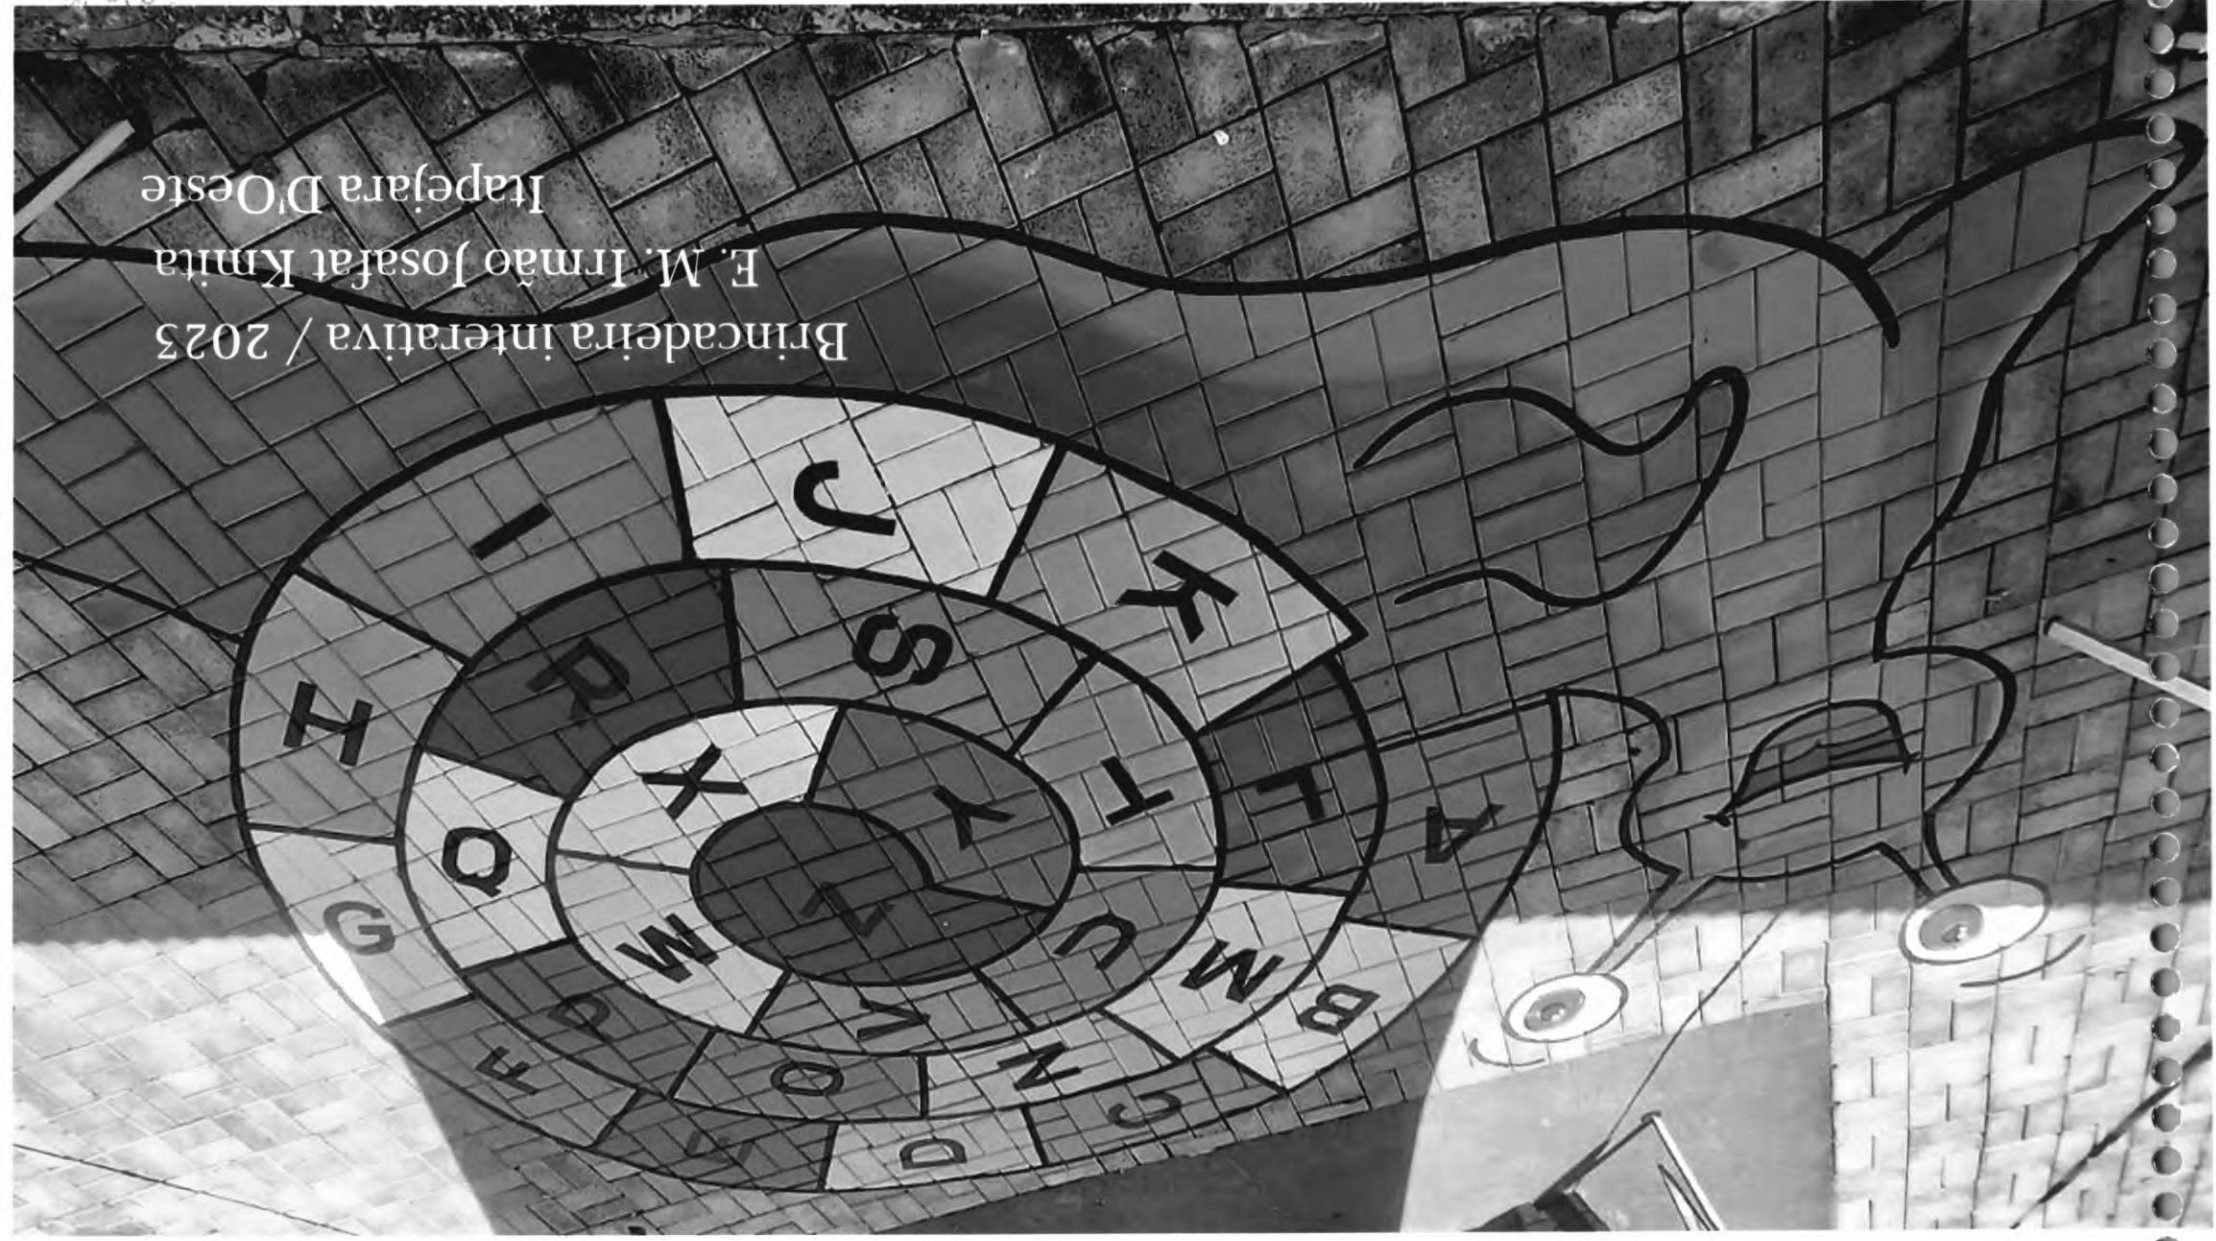 Brincadeira interativa / 2023
E. M. Irmão Josafat Kmita
Itapejara D'Oeste
A
B
C
D
E
F
G
H
I
J
K
L
M
N
O
P
Q
R
S
T
U
V
W
X
Y
Z